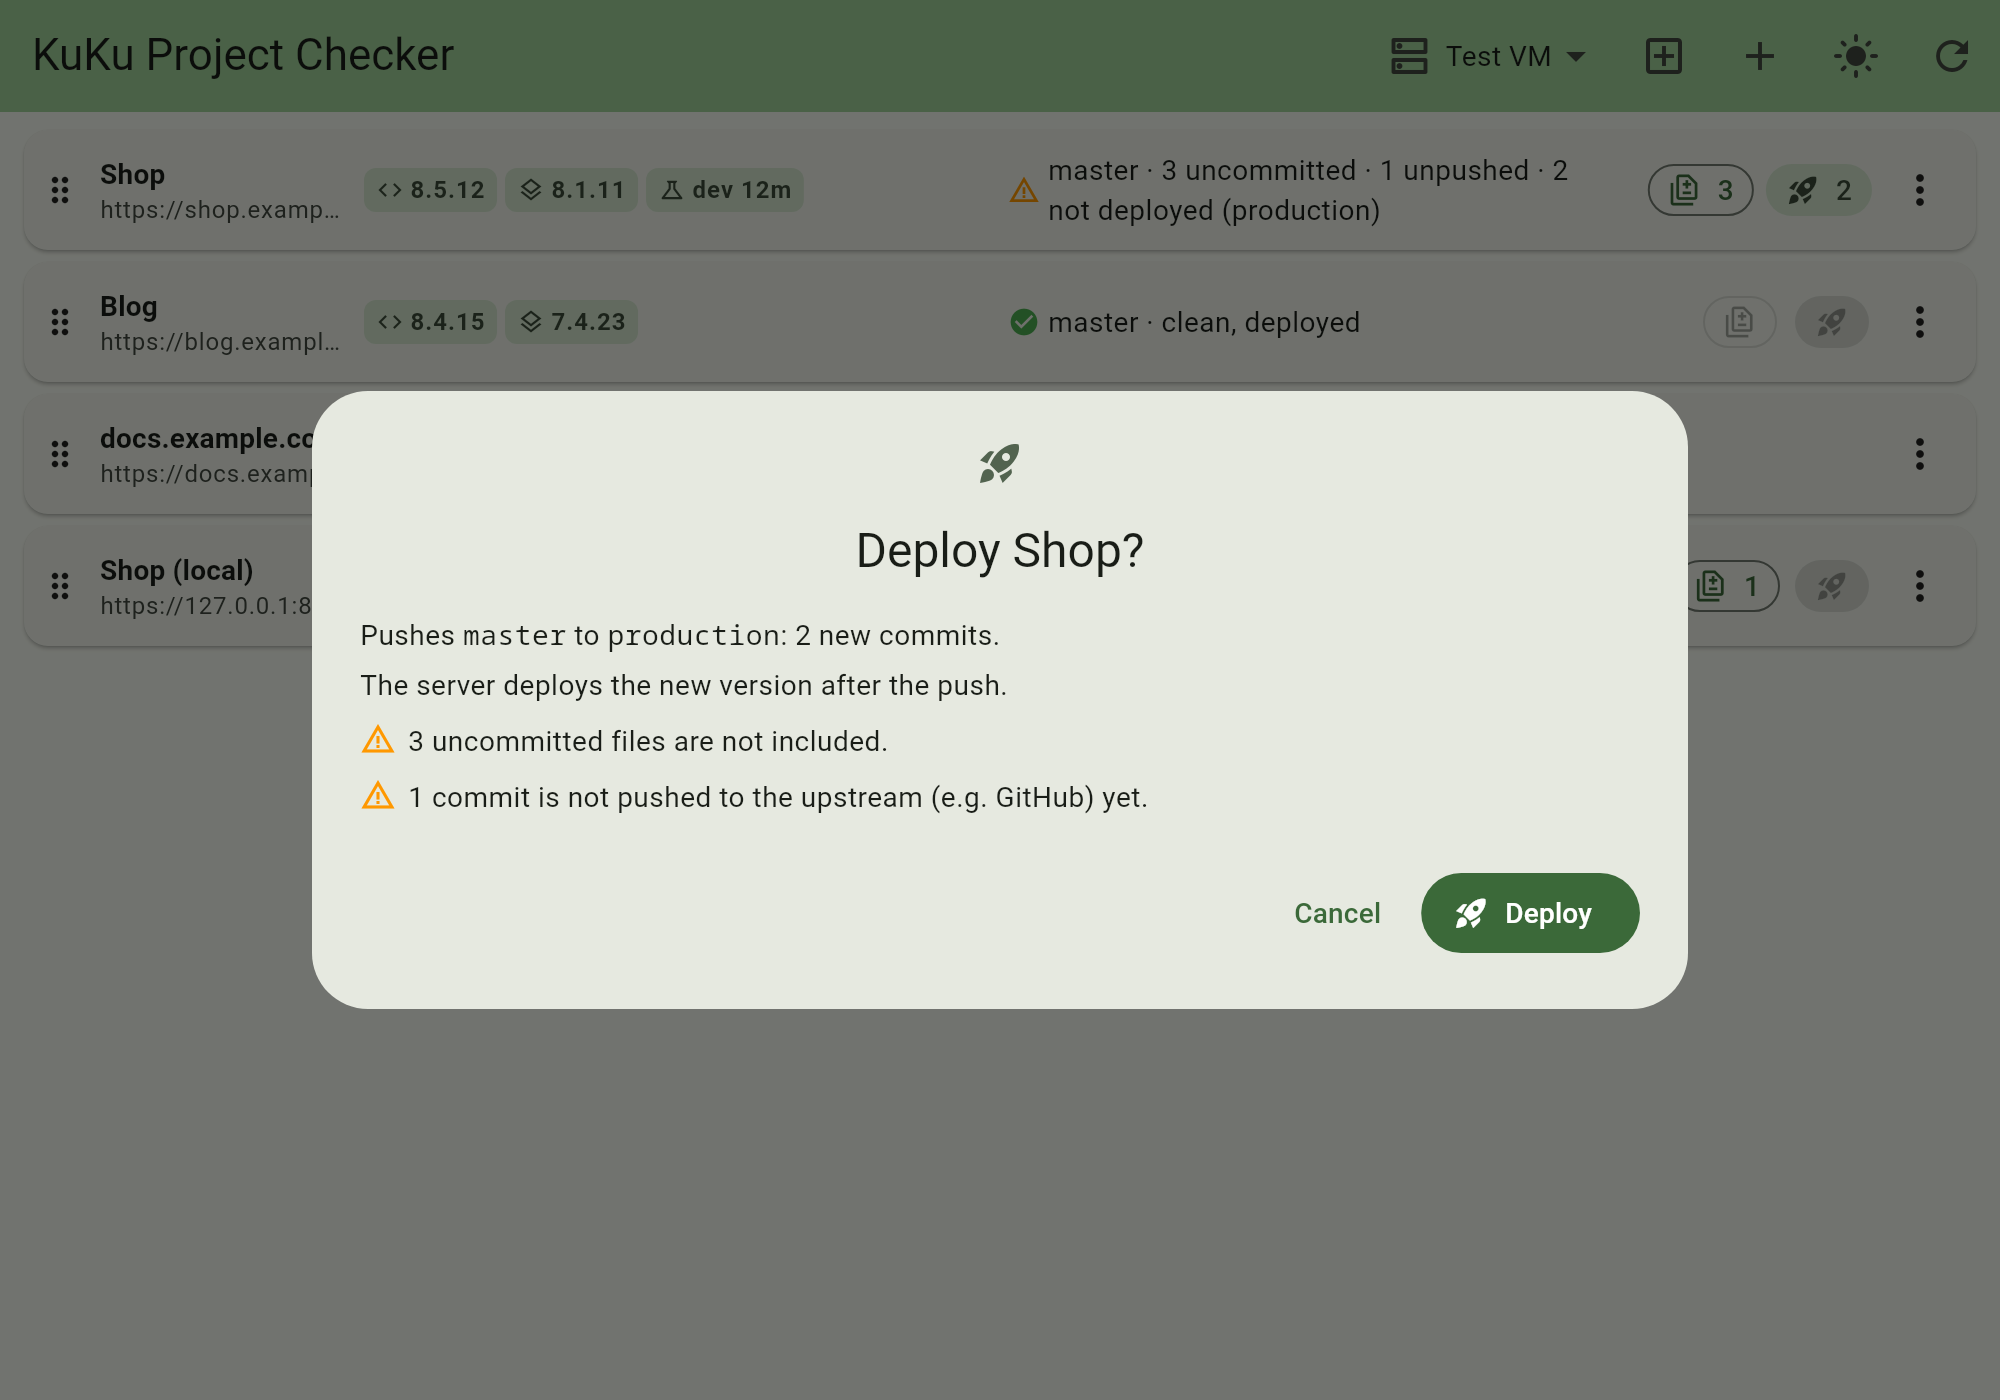 KuKu Project Checker
Test VM
Shop
https://shop.examp…
8.5.12
8.1.11
dev 12m
master · 3 uncommitted · 1 unpushed · 2
not deployed (production)
3
2
Blog
https://blog.exampl…
8.4.15
7.4.23
master · clean, deployed
docs.example.co
https://docs.examp
Shop (local)
https://127.0.0.1:8
1
Deploy Shop?
Pushes master to production: 2 new commits.
The server deploys the new version after the push.
3 uncommitted files are not included.
1 commit is not pushed to the upstream (e.g. GitHub) yet.
Cancel
Deploy